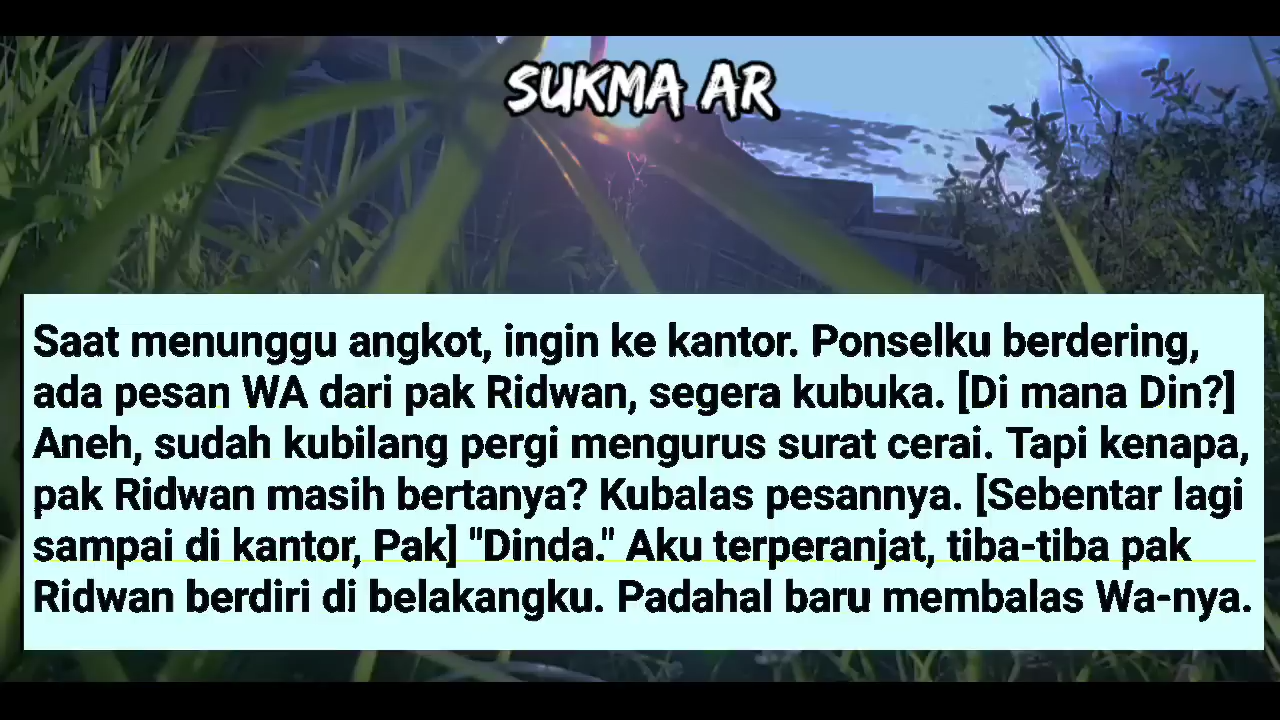 SUKMA AR
Saat menunggu angkot, ingin ke kantor. Ponselku berdering,
ada pesan WA dari pak Ridwan, segera kubuka. [Di mana Din?]
Aneh, sudah kubilang pergi mengurus surat cerai. Tapi kenapa,
pak Ridwan masih bertanya? Kubalas pesannya. [Sebentar lagi
sampai di kantor, Pak] "Dinda." Aku terperanjat, tiba-tiba pak
Ridwan berdiri di belakangku. Padahal baru membalas Wa-nya.